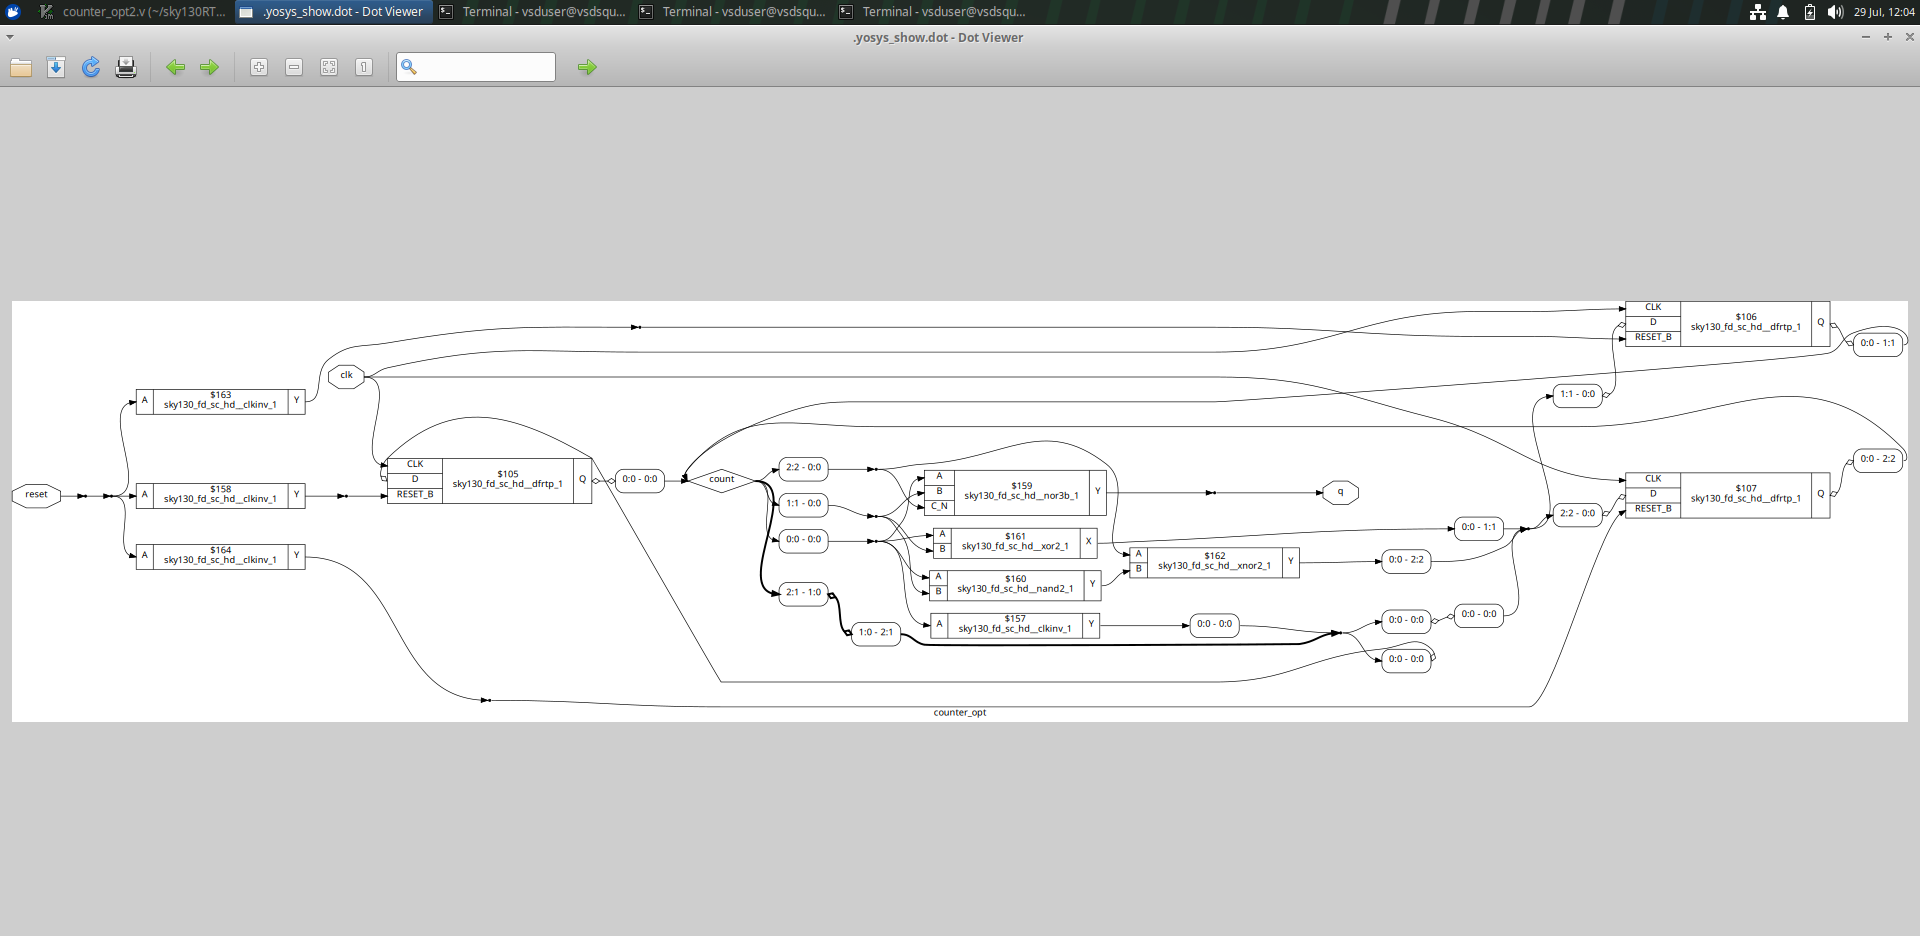 counter_opt2.v (~/sky130RT...
.yosys_show.dot - Dot Viewer
Terminal - vsduser@vsdsqu...
Terminal - vsduser@vsdsqu...
Terminal - vsduser@vsdsqu...
29 Jul, 12:04
.yosys_show.dot - Dot Viewer
reset
A
$163
sky130_fd_sc_hd__clkinv_1
Y
A
$158
sky130_fd_sc_hd__clkinv_1
Y
A
$164
sky130_fd_sc_hd__clkinv_1
Y
clk
CLK
D
RESET_B
$105
sky130_fd_sc_hd__dfrtp_1
Q
0:0 - 0:0
count
2:2 - 0:0
1:1 - 0:0
0:0 - 0:0
2:1 - 1:0
1:0 - 2:1
A
B
C_N
$159
sky130_fd_sc_hd__nor3b_1
Y
A
B
$161
sky130_fd_sc_hd__xor2_1
X
A
B
$160
sky130_fd_sc_hd__nand2_1
Y
A
$157
sky130_fd_sc_hd__clkinv_1
Y
A
B
$162
sky130_fd_sc_hd__xnor2_1
Y
0:0 - 0:0
q
0:0 - 2:2
0:0 - 0:0
0:0 - 0:0
0:0 - 1:1
0:0 - 0:0
1:1 - 0:0
2:2 - 0:0
CLK
D
RESET_B
$106
sky130_fd_sc_hd__dfrtp_1
Q
0:0 - 1:1
CLK
D
RESET_B
$107
sky130_fd_sc_hd__dfrtp_1
Q
0:0 - 2:2
counter_opt